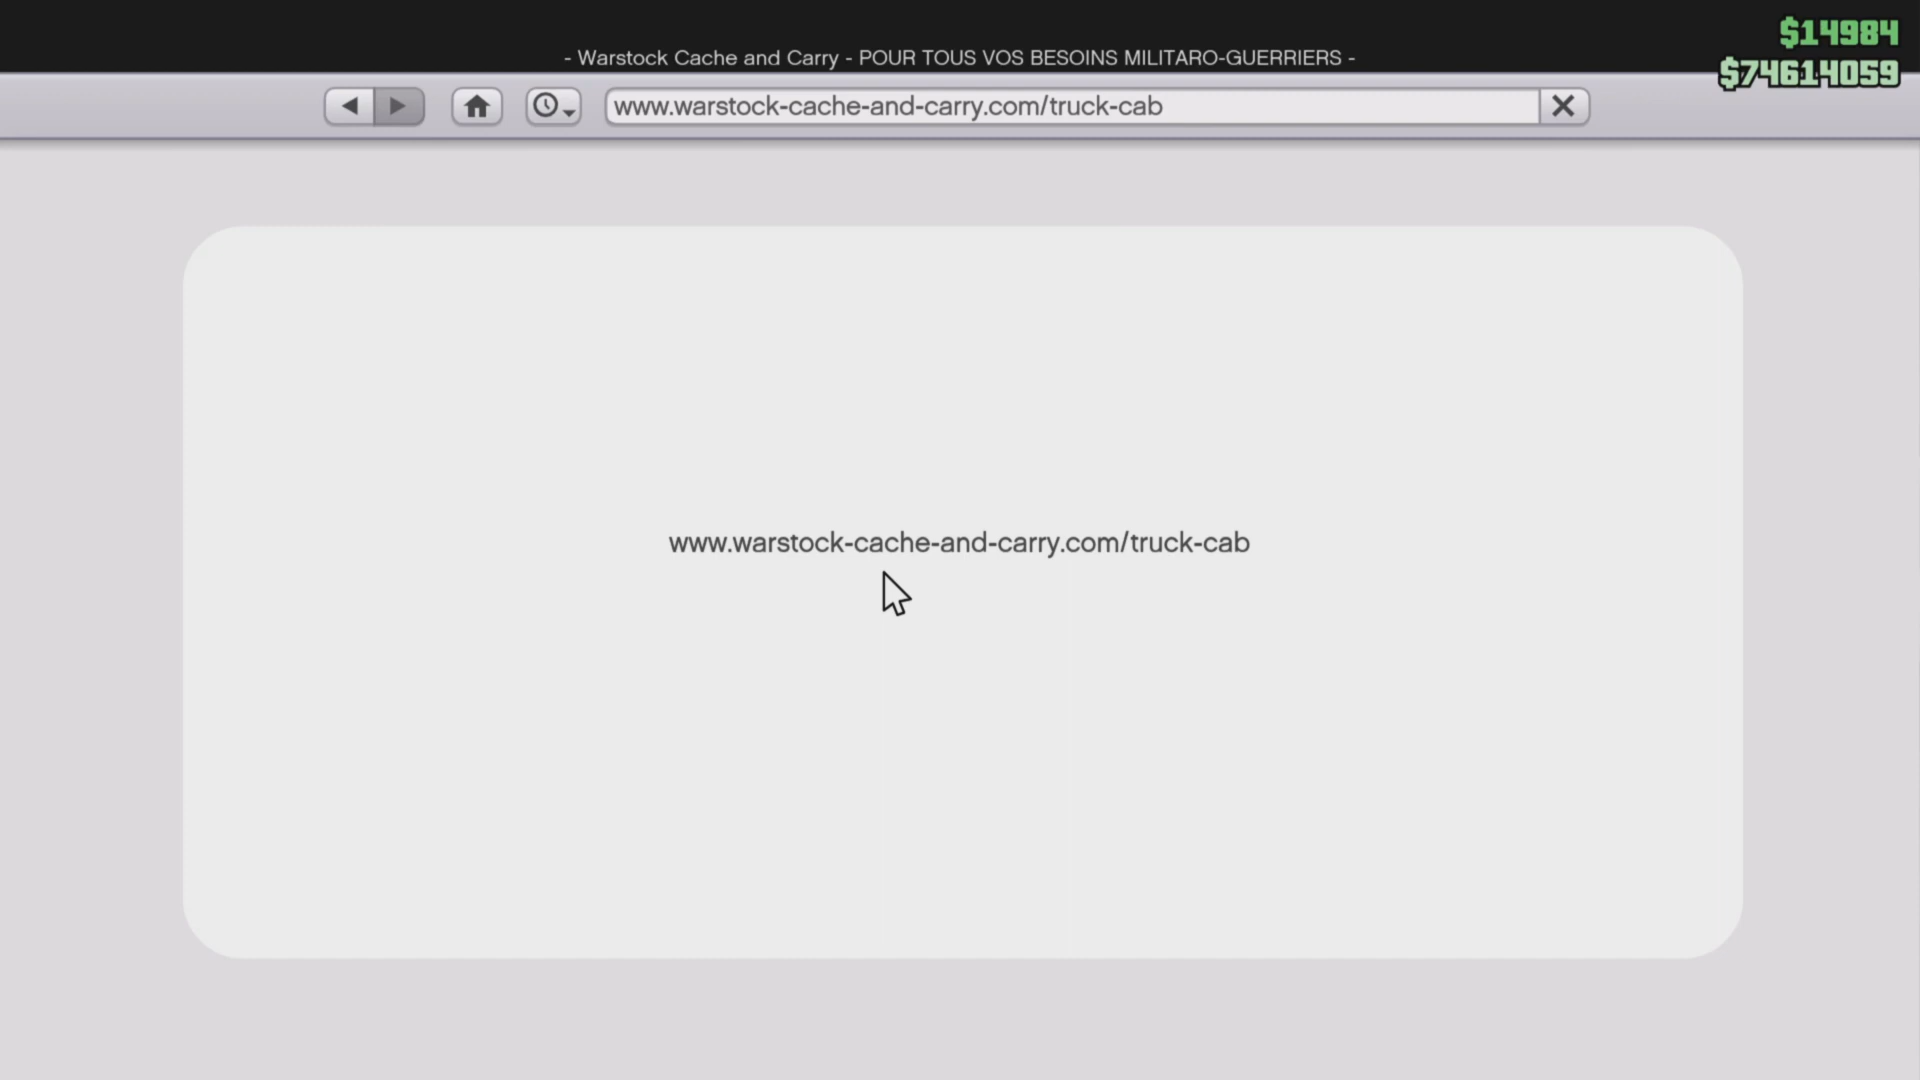 $14984
- Warstock Cache and Carry - POUR TOUS VOS BESOINS MILITARO-GUERRIERS -
$74614059
www.warstock-cache-and-carry.com/truck-cab
www.warstock-cache-and-carry.com/truck-cab